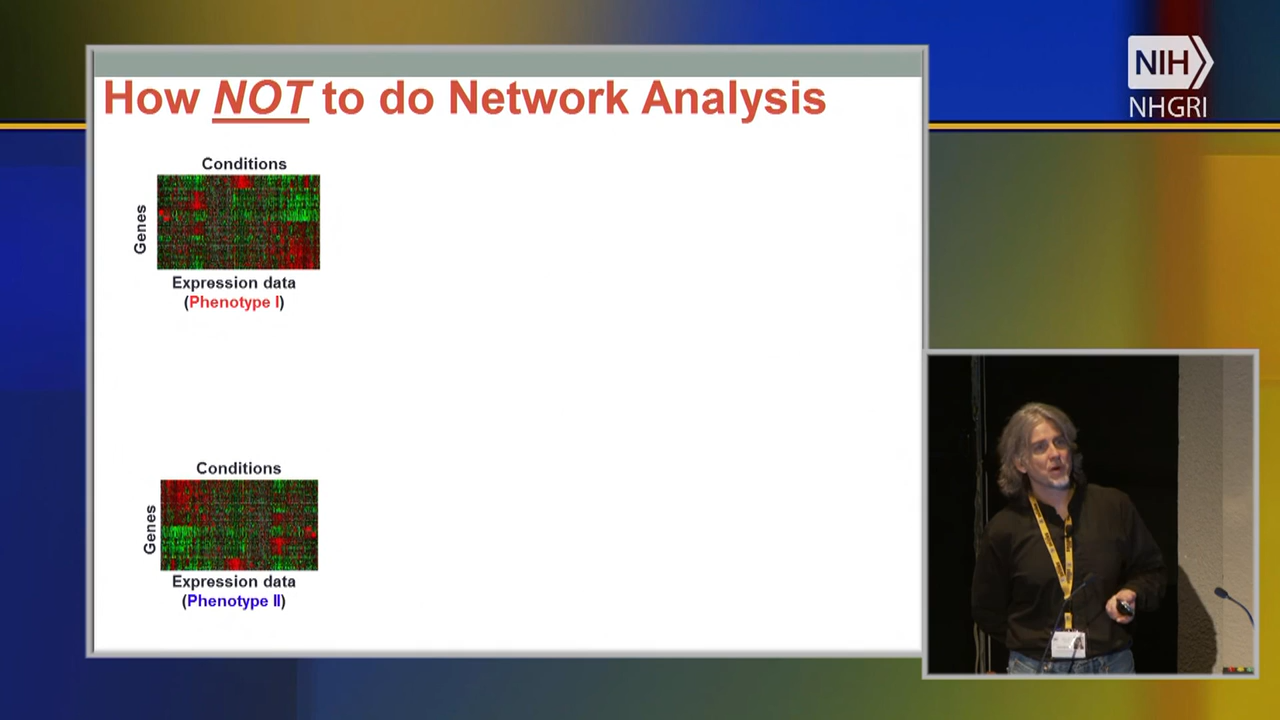 How NOT to do Network Analysis
Conditions
Genes
Expression data
(Phenotype I)
Conditions
Genes
Expression data
(Phenotype II)
NIH
NHGRI